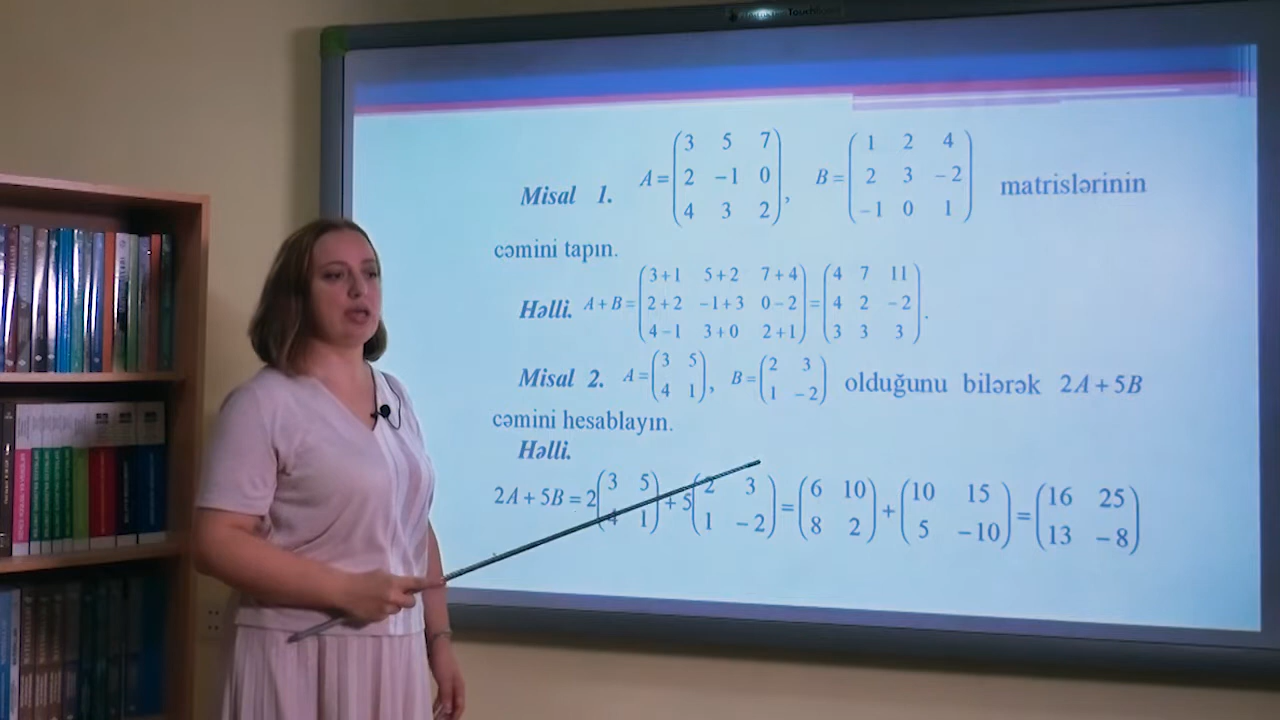 Misal 1. A = (3 5 7; 2 -1 0; 4 3 2), B = (1 2 4; 2 3 -2; -1 0 1) matrislərinin
cəmini tapın.
Həlli. A+B = (3+1 5+2 7+4; 2+2 -1+3 0-2; 4-1 3+0 2+1) = (4 7 11; 4 2 -2; 3 3 3).
Misal 2. A = (3 5; 4 1), B = (2 3; 1 -2) olduğunu bilərək 2A+5B
cəmini hesablayın.
Həlli.
2A+5B = 2(3 5; 4 1) + 5(2 3; 1 -2) = (6 10; 8 2) + (10 15; 5 -10) = (16 25; 13 -8)